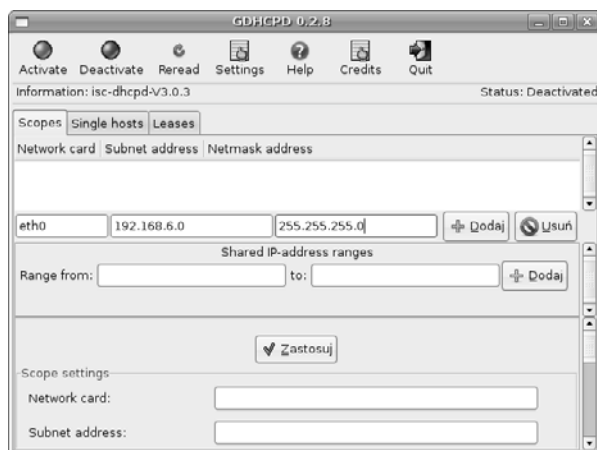 GDHCPD 0.2.8
Activate Deactivate Reread Settings Help Credits Quit
Information: isc-dhcpd-V3.0.3 Status: Deactivated
Scopes Single hosts Leases
Network card Subnet address Netmask address
eth0 192.168.6.0 255.255.255.0 Dodaj Usuń
Shared IP-address ranges
Range from: to: Dodaj
Zastosuj
Scope settings
Network card:
Subnet address: